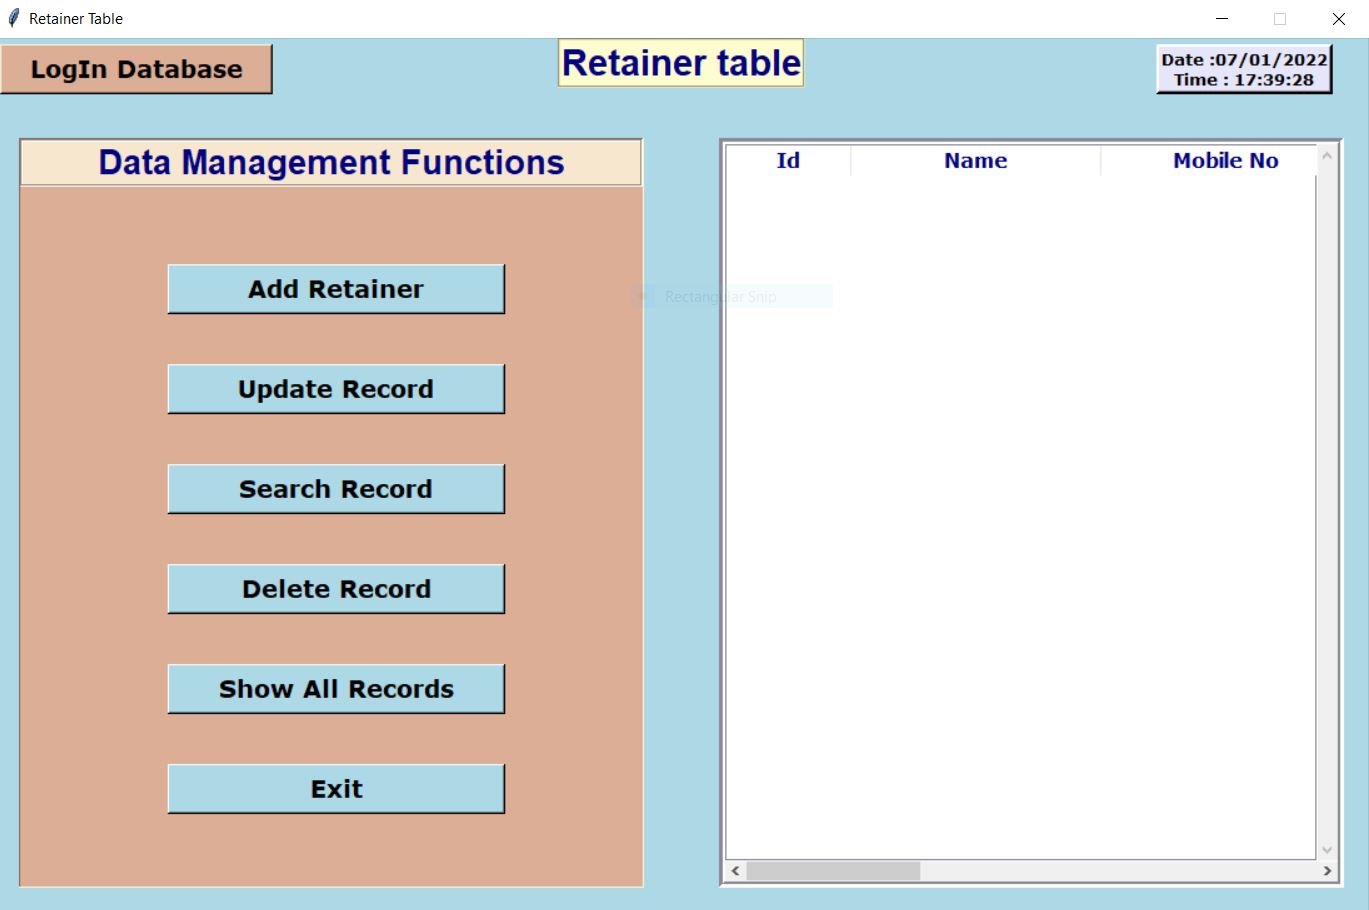 Retainer Table
LogIn Database
Retainer table
Date :07/01/2022
Time : 17:39:28
Data Management Functions
Add Retainer
Update Record
Search Record
Delete Record
Show All Records
Exit
Id Name Mobile No
Rectangular Snip